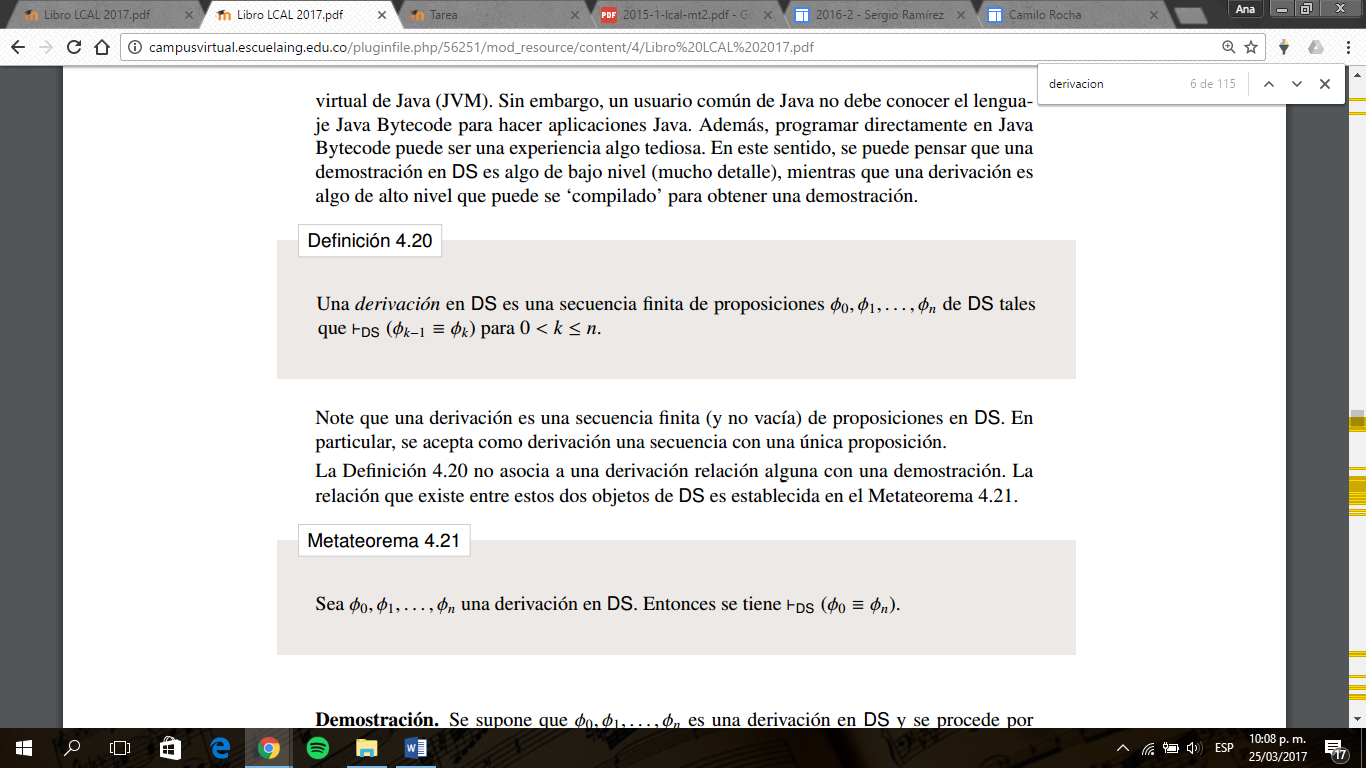 Libro LCAL 2017.pdf
Libro LCAL 2017.pdf
Tarea
2015-1-lcal-mt2.pdf - Go
2016-2 - Sergio Ramírez
Camilo Rocha
Ana
campusvirtual.escuelaing.edu.co/pluginfile.php/56251/mod_resource/content/4/Libro%20LCAL%202017.pdf
derivacion 6 de 115
virtual de Java (JVM). Sin embargo, un usuario común de Java no debe conocer el lengua-
je Java Bytecode para hacer aplicaciones Java. Además, programar directamente en Java
Bytecode puede ser una experiencia algo tediosa. En este sentido, se puede pensar que una
demostración en DS es algo de bajo nivel (mucho detalle), mientras que una derivación es
algo de alto nivel que puede se ‘compilado’ para obtener una demostración.
Definición 4.20
Una derivación en DS es una secuencia finita de proposiciones ϕ0, ϕ1, . . . , ϕn de DS tales
que ⊢DS (ϕk−1 ≡ ϕk) para 0 < k ≤ n.
Note que una derivación es una secuencia finita (y no vacía) de proposiciones en DS. En
particular, se acepta como derivación una secuencia con una única proposición.
La Definición 4.20 no asocia a una derivación relación alguna con una demostración. La
relación que existe entre estos dos objetos de DS es establecida en el Metateorema 4.21.
Metateorema 4.21
Sea ϕ0, ϕ1, . . . , ϕn una derivación en DS. Entonces se tiene ⊢DS (ϕ0 ≡ ϕn).
Demostración. Se supone que ϕ0, ϕ1, . . . , ϕn es una derivación en DS y se procede por
ESP
10:08 p. m.
25/03/2017
17